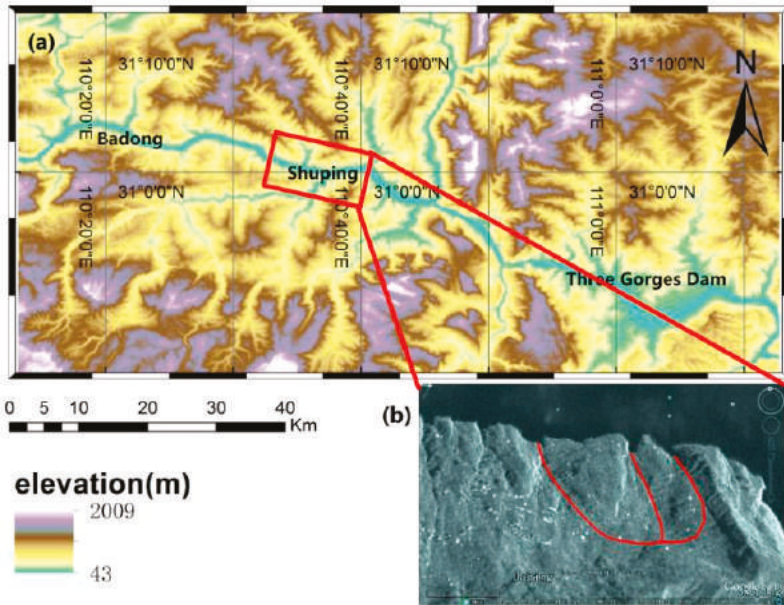 (a)
31°10'0"N
31°10'0"N
31°10'0"N
110°20'0"E
110°40'0"E
111°0'0"E
N
Badong
Shuping
31°0'0"N
31°0'0"N
31°0'0"N
110°20'0"E
110°40'0"E
111°0'0"E
Three Gorges Dam
0 5 10 20 30 40
Km
(b)
elevation(m)
2009
43